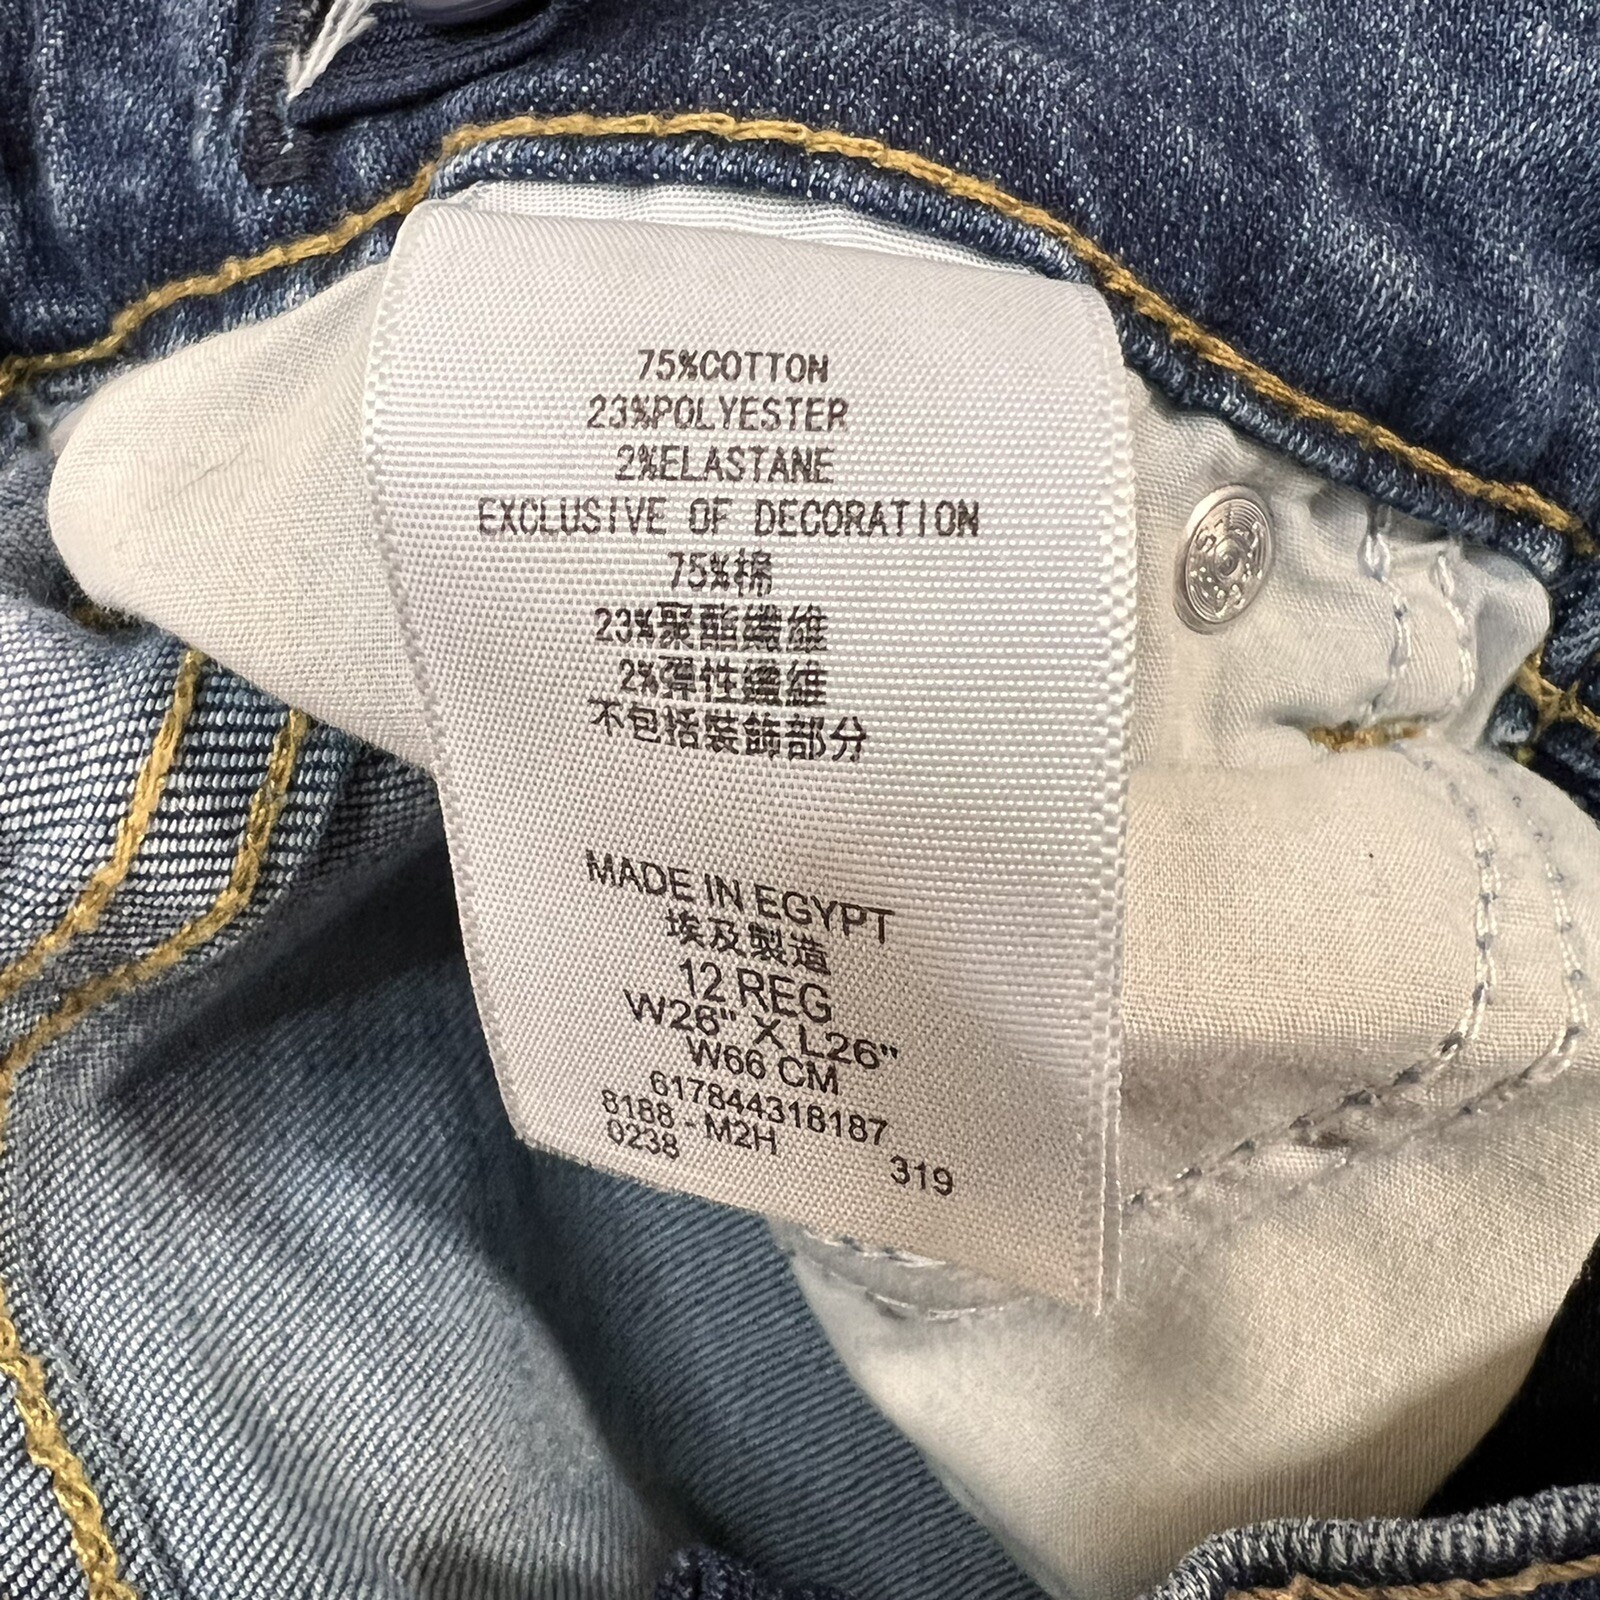 75%COTTON
23%POLYESTER
2%ELASTANE
EXCLUSIVE OF DECORATION
75%棉
23%聚酯纖維
2%彈性纖維
不包括裝飾部分
MADE IN EGYPT
埃及製造
12 REG
W26" X L26"
W66 CM
617844318187
8188 - M2H
0238 319